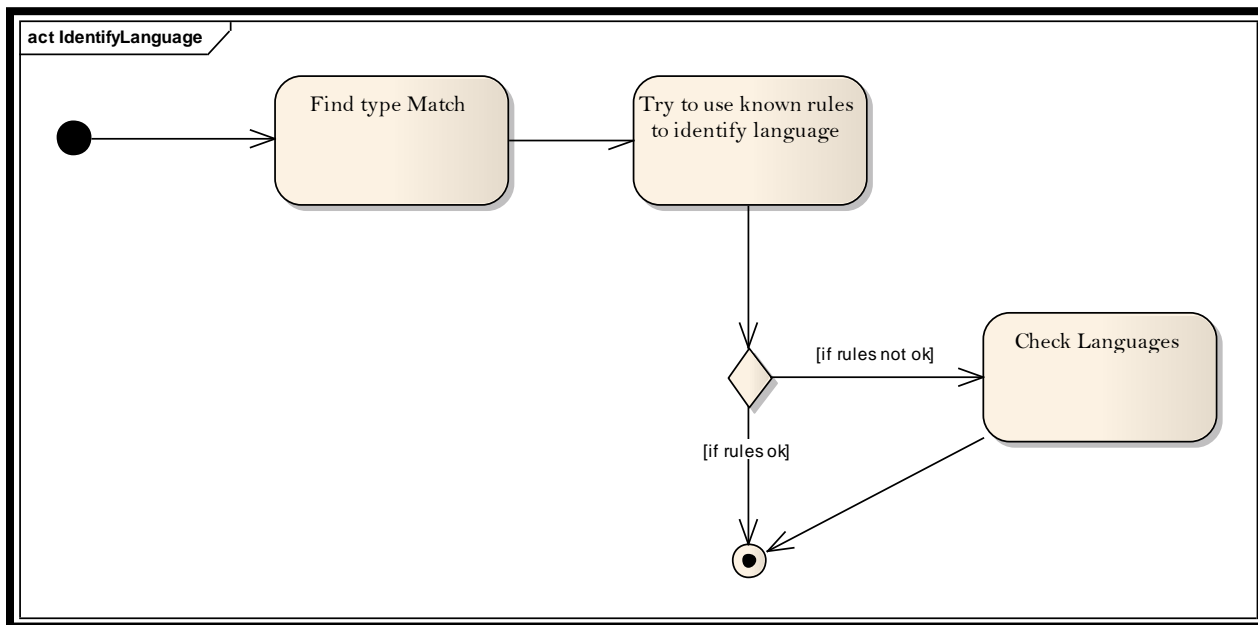 act IdentifyLanguage
Find type Match
Try to use known rules
to identify language
[if rules not ok]
Check Languages
[if rules ok]